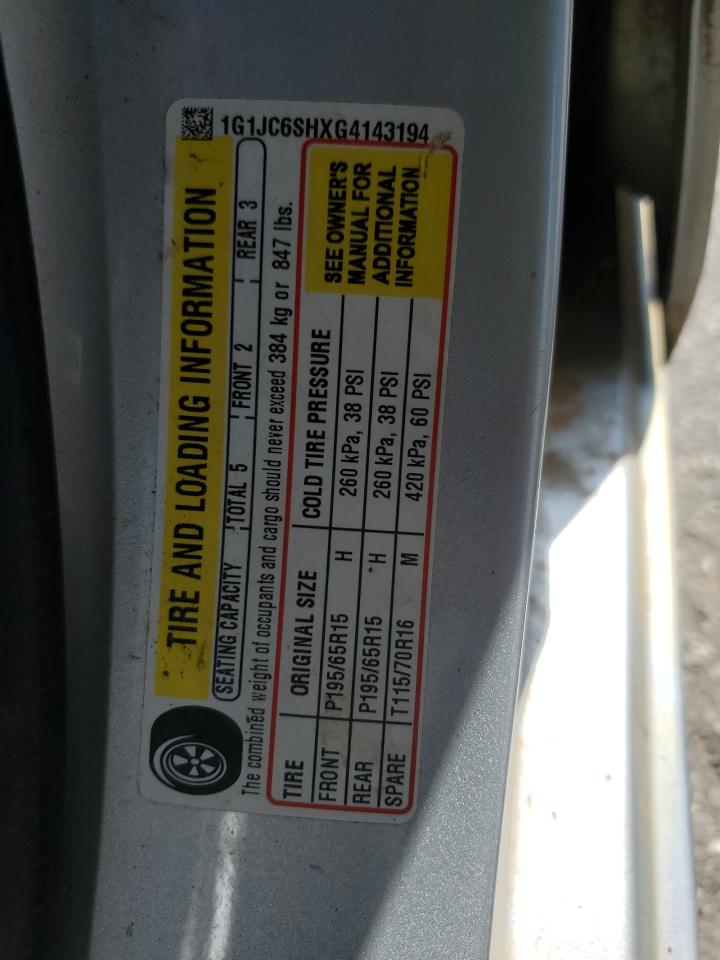 1G1JC6SHXG4143194
TIRE AND LOADING INFORMATION
SEATING CAPACITY TOTAL 5 FRONT 2 REAR 3
The combined weight of occupants and cargo should never exceed 384 kg or 847 lbs.
TIRE ORIGINAL SIZE COLD TIRE PRESSURE
FRONT P195/65R15 H 260 kPa, 38 PSI
REAR P195/65R15 H 260 kPa, 38 PSI
SPARE T115/70R16 M 420 kPa, 60 PSI
SEE OWNER'S
MANUAL FOR
ADDITIONAL
INFORMATION